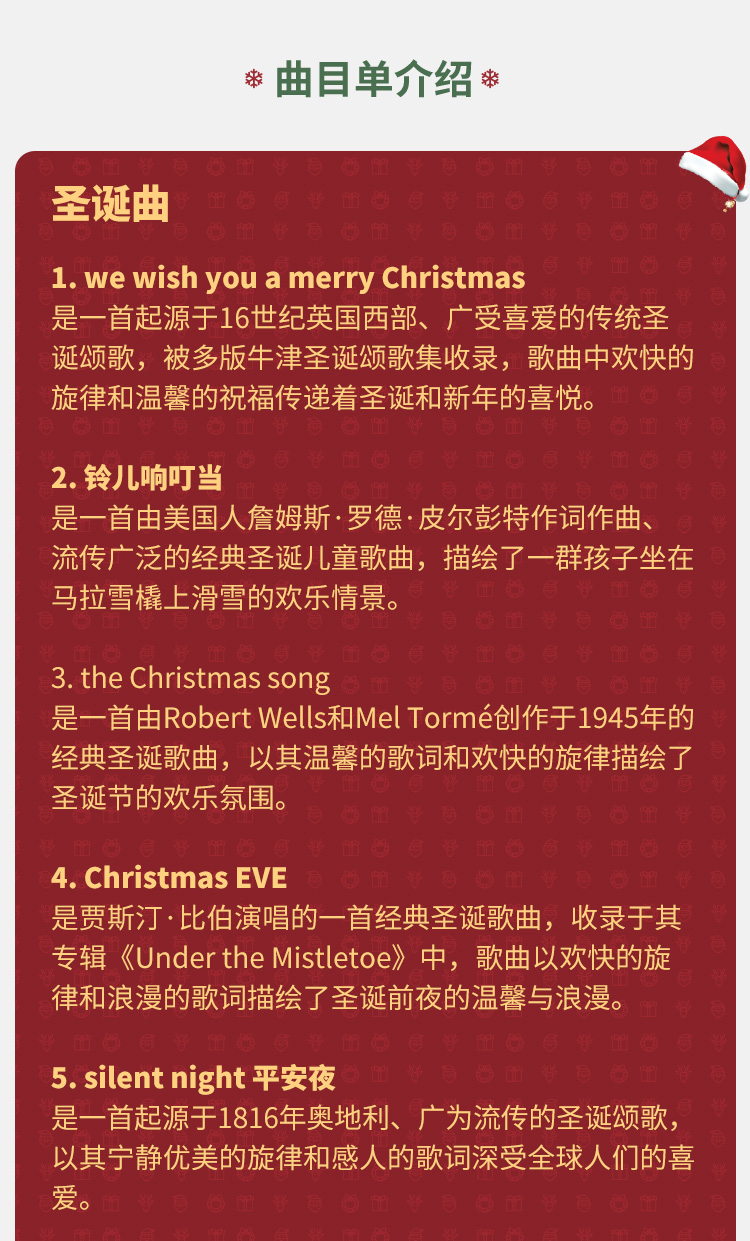 曲目单介绍
圣诞曲
1. we wish you a merry Christmas
是一首起源于16世纪英国西部、广受喜爱的传统圣
诞颂歌，被多版牛津圣诞颂歌集收录，歌曲中欢快的
旋律和温馨的祝福传递着圣诞和新年的喜悦。
2. 铃儿响叮当
是一首由美国人詹姆斯·罗德·皮尔彭特作词作曲、
流传广泛的经典圣诞儿童歌曲，描绘了一群孩子坐在
马拉雪橇上滑雪的欢乐情景。
3. the Christmas song
是一首由Robert Wells和Mel Tormé创作于1945年的
经典圣诞歌曲，以其温馨的歌词和欢快的旋律描绘了
圣诞节的欢乐氛围。
4. Christmas EVE
是贾斯汀·比伯演唱的一首经典圣诞歌曲，收录于其
专辑《Under the Mistletoe》中，歌曲以欢快的旋
律和浪漫的歌词描绘了圣诞前夜的温馨与浪漫。
5. silent night 平安夜
是一首起源于1816年奥地利、广为流传的圣诞颂歌，
以其宁静优美的旋律和感人的歌词深受全球人们的喜
爱。